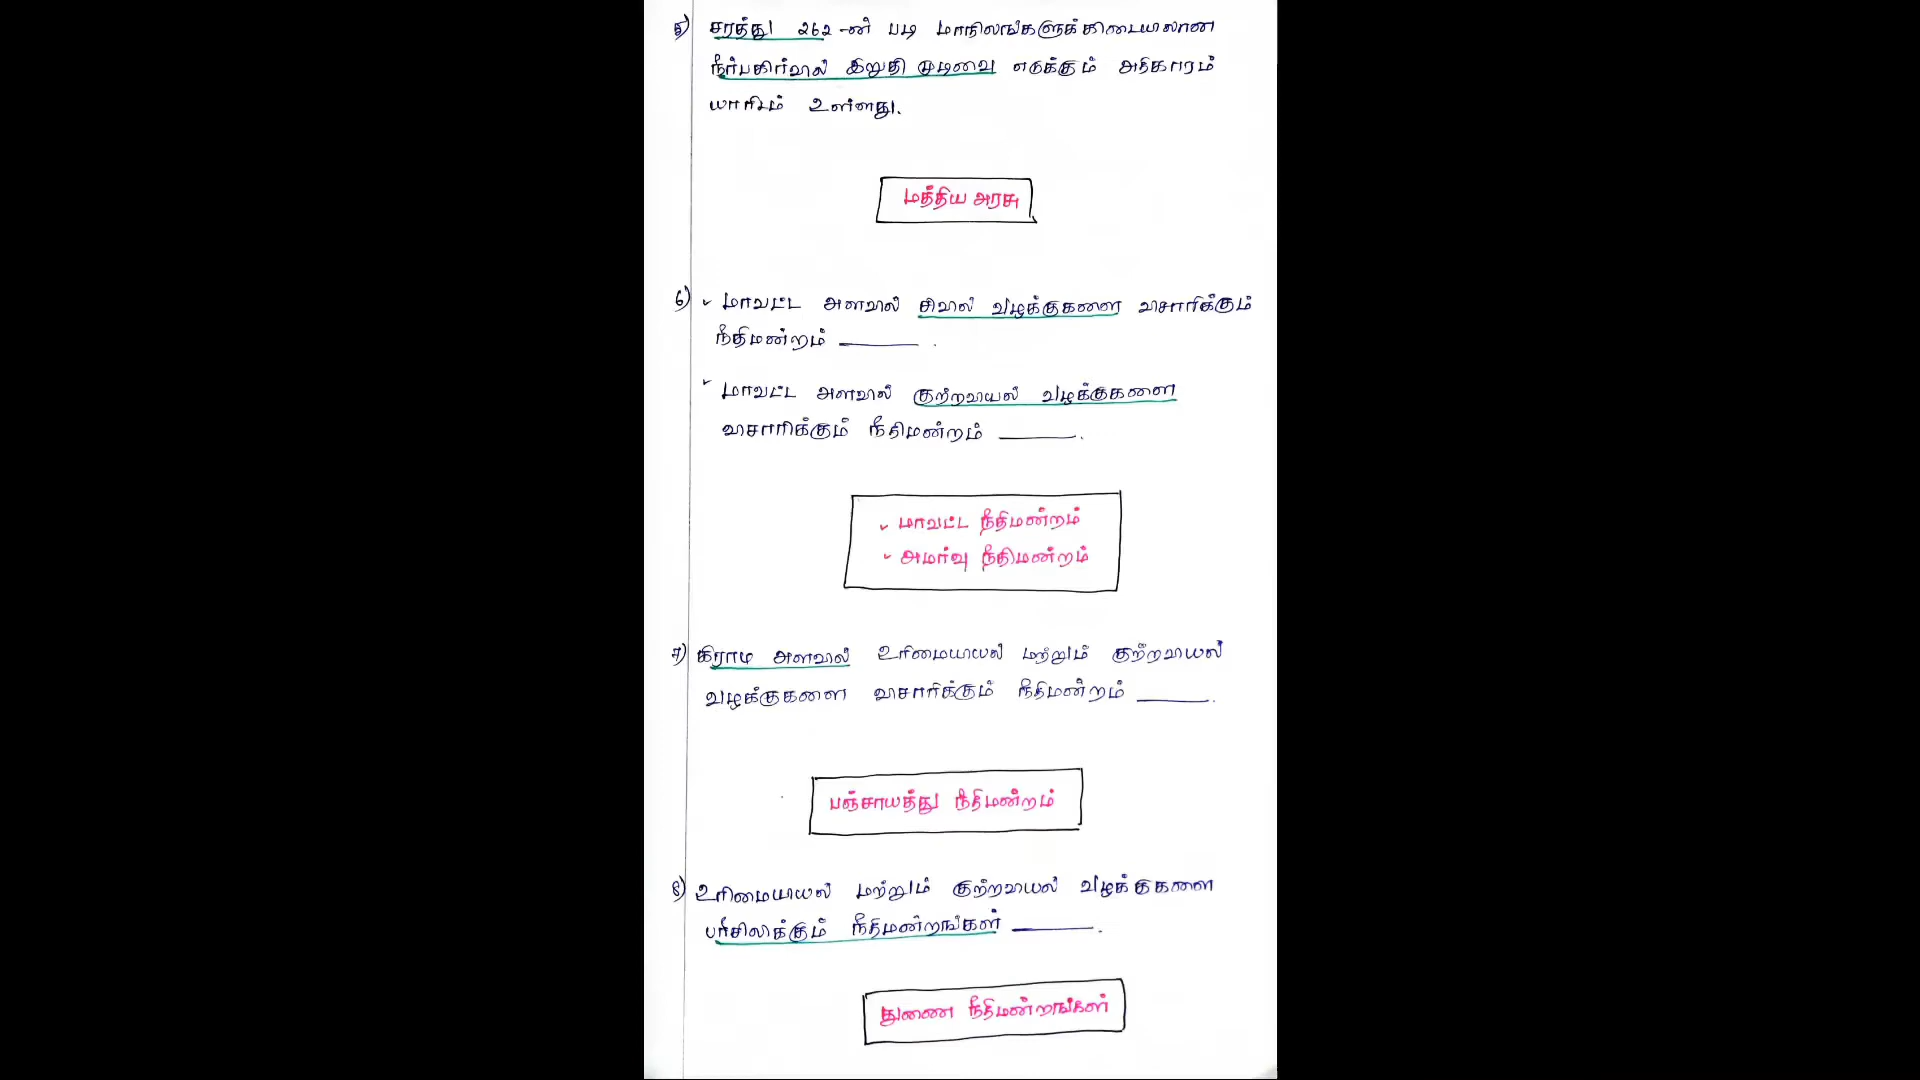 5) சரத்து 262-ன் படி மாநிலங்களுக்கிடையிலான
நீர்பகிர்வில் இறுதி முடிவை எடுக்கும் அதிகாரம்
யாரிடம் உள்ளது.
மத்திய அரசு
6) ✓ மாவட்ட அளவில் சிவில் வழக்குகளை விசாரிக்கும்
நீதிமன்றம் ______ .
✓ மாவட்ட அளவில் குற்றவியல் வழக்குகளை
விசாரிக்கும் நீதிமன்றம் ______.
✓ மாவட்ட நீதிமன்றம்
✓ அமர்வு நீதிமன்றம்
7) கிராம அளவில் உரிமையியல் மற்றும் குற்றவியல்
வழக்குகளை விசாரிக்கும் நீதிமன்றம் ______.
பஞ்சாயத்து நீதிமன்றம்
8) உரிமையியல் மற்றும் குற்றவியல் வழக்குகளை
பரிசிலிக்கும் நீதிமன்றங்கள் ______.
துணை நீதிமன்றங்கள்